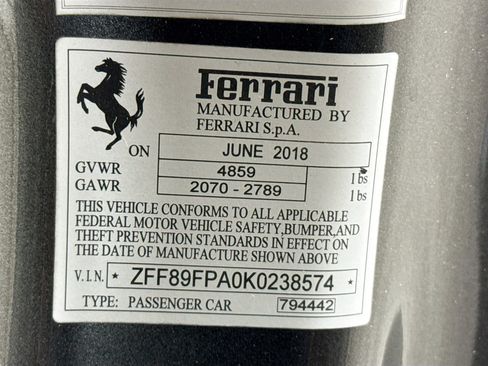 Ferrari
MANUFACTURED BY
FERRARI S.p.A.
ON JUNE 2018
GVWR 4859 lbs
GAWR 2070 - 2789 lbs
THIS VEHICLE CONFORMS TO ALL APPLICABLE
FEDERAL MOTOR VEHICLE SAFETY,BUMPER,AND
THEFT PREVENTION STANDARDS IN EFFECT ON
THE DATE OF MANUFACTURE SHOWN ABOVE
V.I.N. * ZFF89FPA0K0238574 *
TYPE: PASSENGER CAR 794442